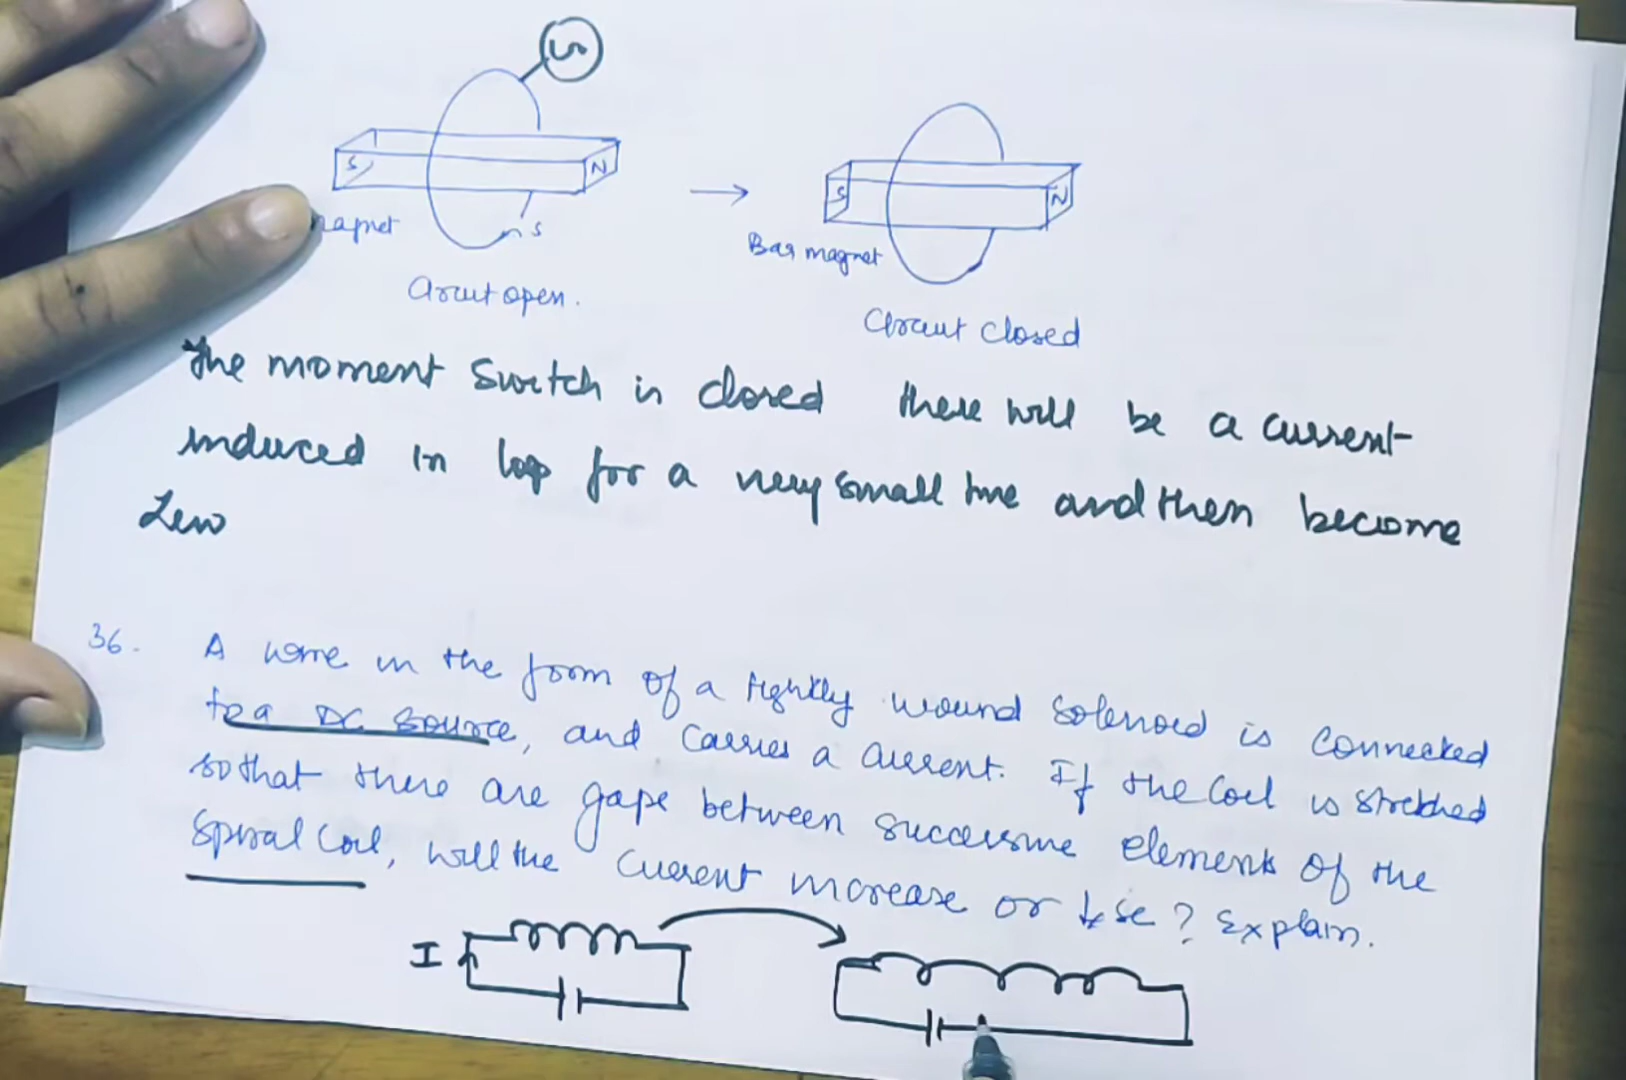 S N
S N
magnet s
Bar magnet
Circuit open.
Circuit closed
The moment switch is closed there will be a current
induced in loop for a very small time and then become
Zero
36. A wire in the form of a tightly wound solenoid is connected
to a DC source, and carries a current. If the coil is stretched
so that there are gaps between successive elements of the
spiral coil, will the current increase or ↓se? Explain.
I